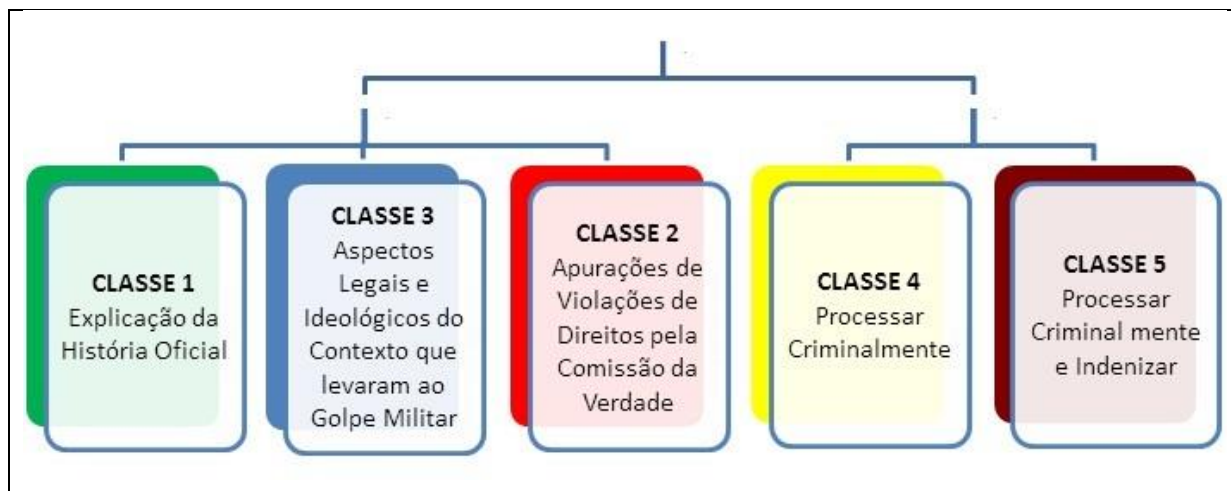 CLASSE 1
Explicação da
História Oficial
CLASSE 3
Aspectos
Legais e
Ideológicos do
Contexto que
levaram ao
Golpe Militar
CLASSE 2
Apurações de
Violações de
Direitos pela
Comissão da
Verdade
CLASSE 4
Processar
Criminalmente
CLASSE 5
Processar
Criminal mente
e Indenizar